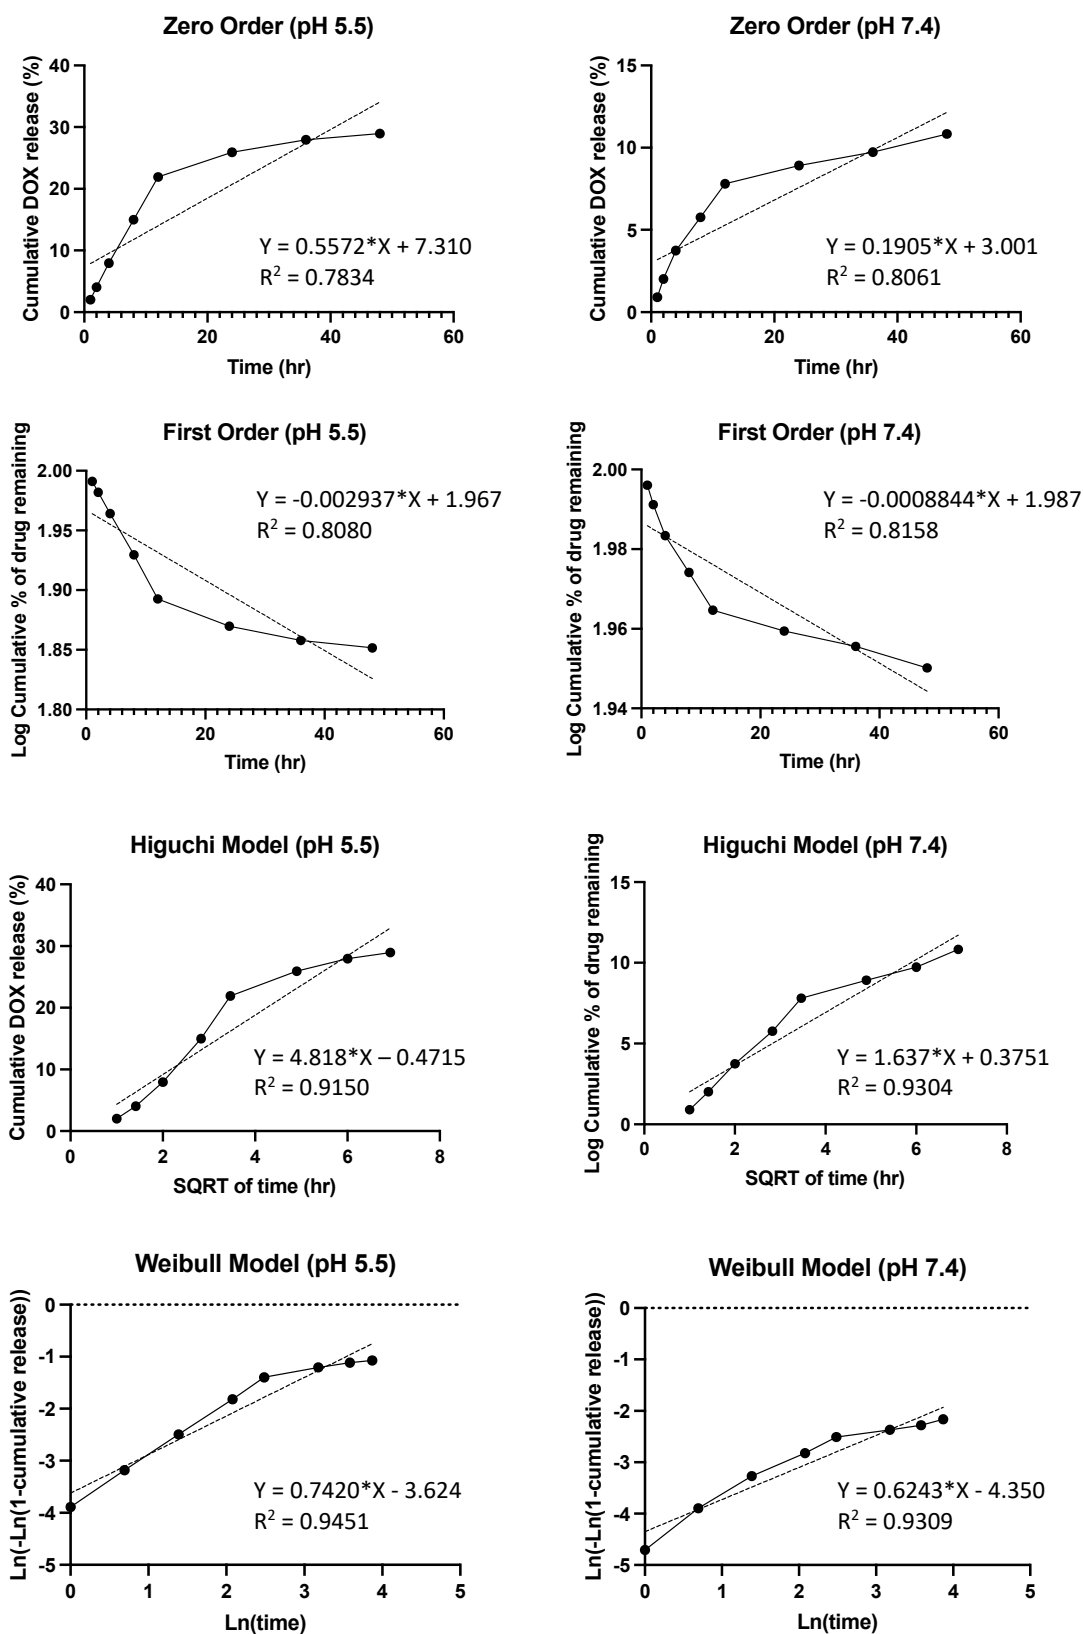 Zero Order (pH 5.5)
Cumulative DOX release (%)
40
30
20
10
0
Y = 0.5572*X + 7.310
R² = 0.7834
0 20 40 60
Time (hr)
Zero Order (pH 7.4)
Cumulative DOX release (%)
15
10
5
0
Y = 0.1905*X + 3.001
R² = 0.8061
0 20 40 60
Time (hr)
First Order (pH 5.5)
Log Cumulative % of drug remaining
2.00
1.95
1.90
1.85
1.80
Y = -0.002937*X + 1.967
R² = 0.8080
0 20 40 60
Time (hr)
First Order (pH 7.4)
Log Cumulative % of drug remaining
2.00
1.98
1.96
1.94
Y = -0.0008844*X + 1.987
R² = 0.8158
0 20 40 60
Time (hr)
Higuchi Model (pH 5.5)
Cumulative DOX release (%)
40
30
20
10
0
Y = 4.818*X – 0.4715
R² = 0.9150
0 2 4 6 8
SQRT of time (hr)
Higuchi Model (pH 7.4)
Log Cumulative % of drug remaining
15
10
5
0
Y = 1.637*X + 0.3751
R² = 0.9304
0 2 4 6 8
SQRT of time (hr)
Weibull Model (pH 5.5)
Ln(-Ln(1-cumulative release))
0
-1
-2
-3
-4
-5
Y = 0.7420*X - 3.624
R² = 0.9451
0 1 2 3 4 5
Ln(time)
Weibull Model (pH 7.4)
Ln(-Ln(1-cumulative release))
0
-1
-2
-3
-4
-5
Y = 0.6243*X - 4.350
R² = 0.9309
0 1 2 3 4 5
Ln(time)